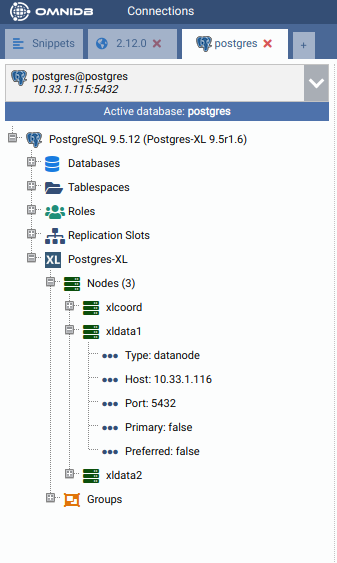 OMNIDB Connections
Snippets 2.12.0 postgres +
postgres@postgres
10.33.1.115:5432
Active database: postgres
PostgreSQL 9.5.12 (Postgres-XL 9.5r1.6)
Databases
Tablespaces
Roles
Replication Slots
XL Postgres-XL
Nodes (3)
xlcoord
xldata1
Type: datanode
Host: 10.33.1.116
Port: 5432
Primary: false
Preferred: false
xldata2
Groups